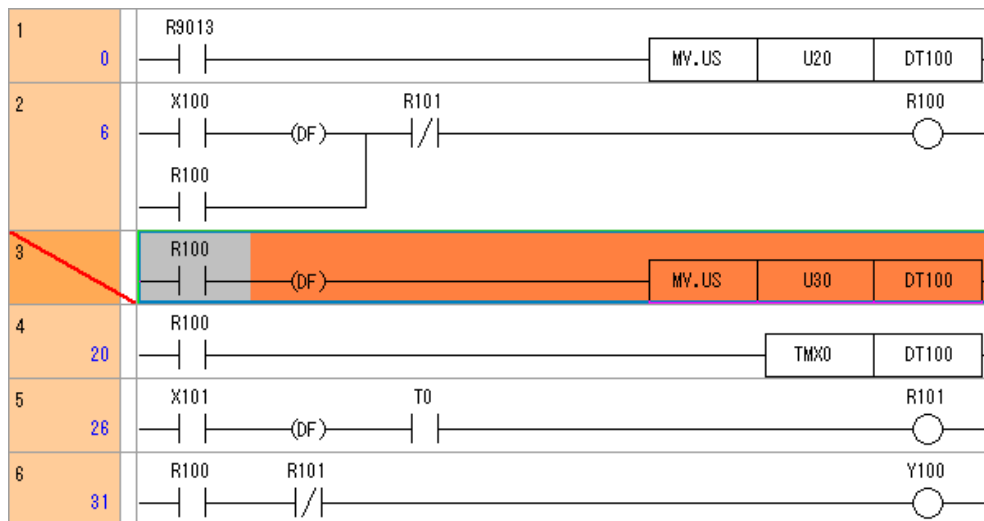 1 R9013
0 MV.US U20 DT100
2 X100 R101 R100
6 (DF)
R100
3 R100
(DF) MV.US U30 DT100
4 R100
20 TMX0 DT100
5 X101 T0 R101
26 (DF)
6 R100 R101 Y100
31